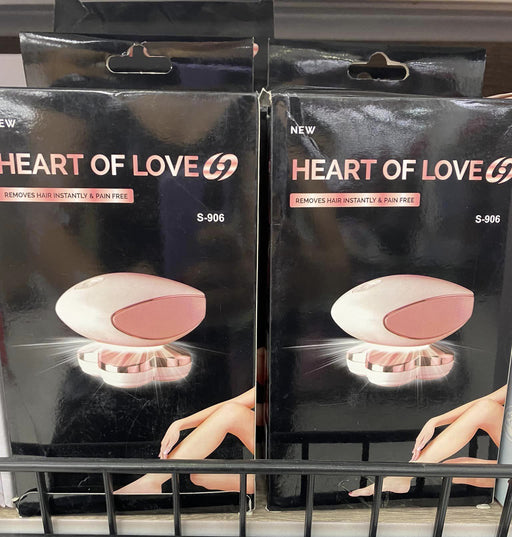 EW
HEART OF LOVE
REMOVES HAIR INSTANTLY & PAIN FREE
S-906
NEW
HEART OF LOVE
REMOVES HAIR INSTANTLY & PAIN FREE
S-906